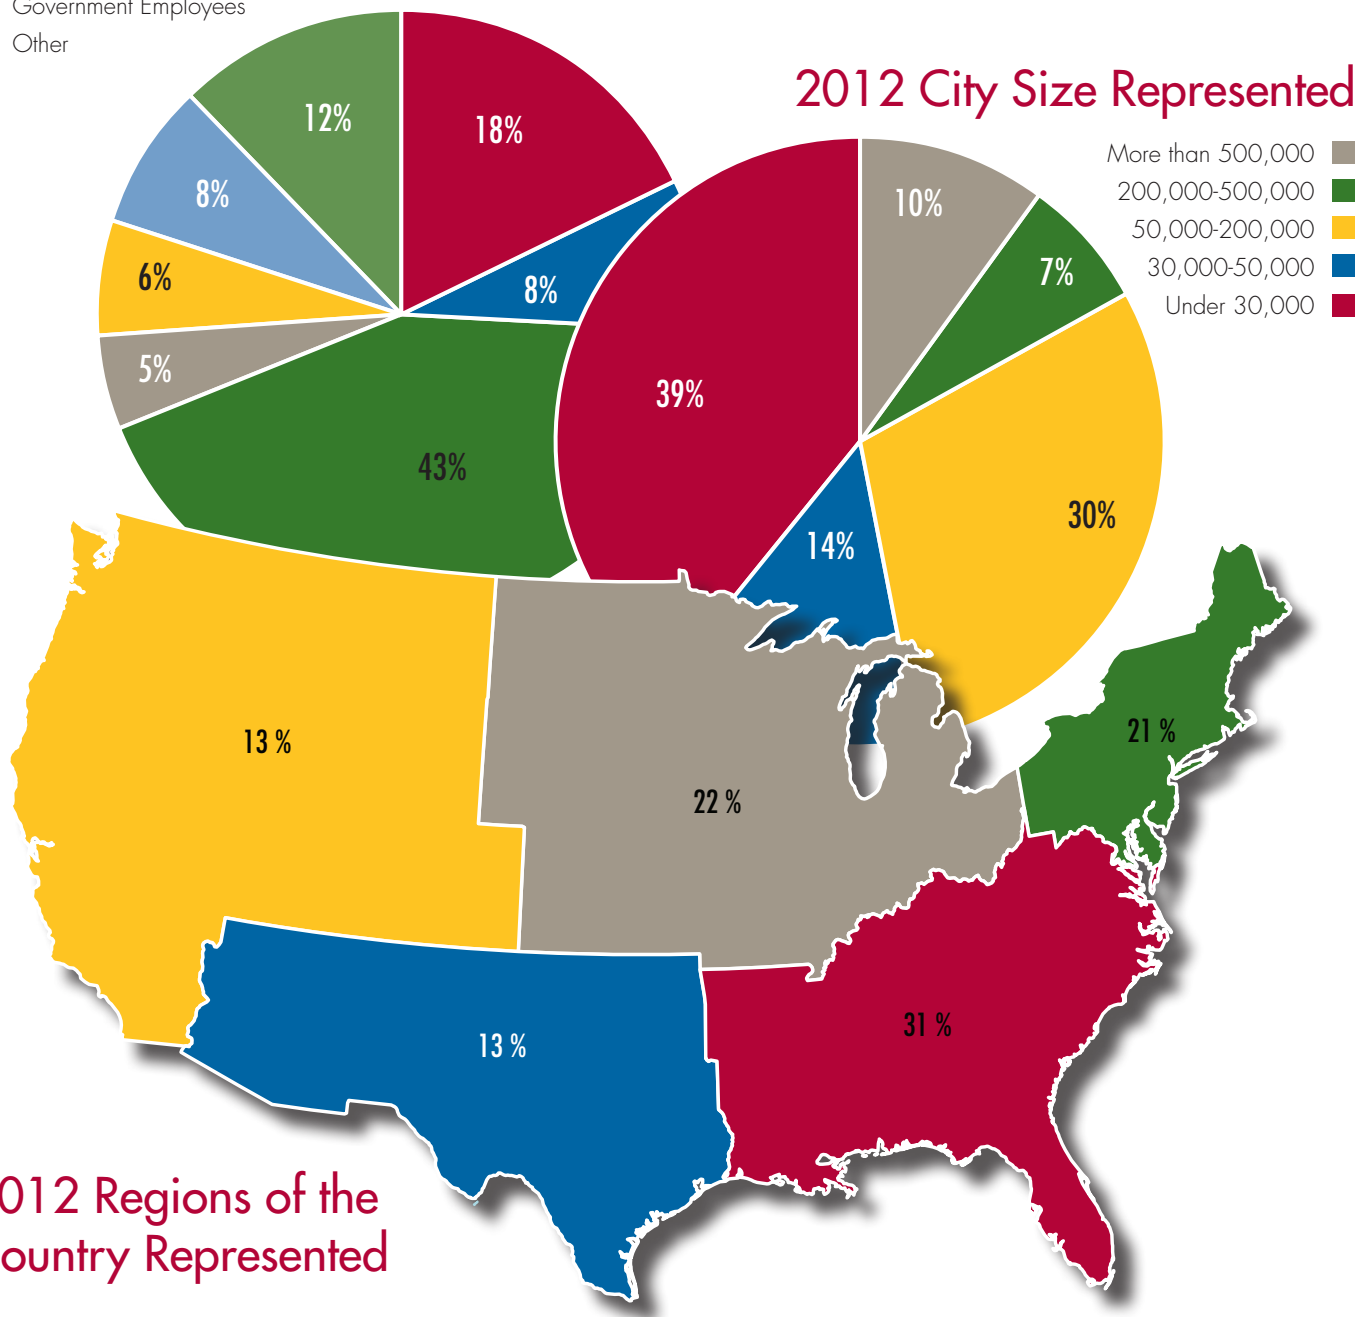 Government Employees
Other
12%
18%
8%
8%
6%
5%
43%
2012 City Size Represented
More than 500,000
200,000-500,000
50,000-200,000
30,000-50,000
Under 30,000
10%
7%
39%
30%
14%
13 %
22 %
21 %
31 %
13 %
012 Regions of the
ountry Represented